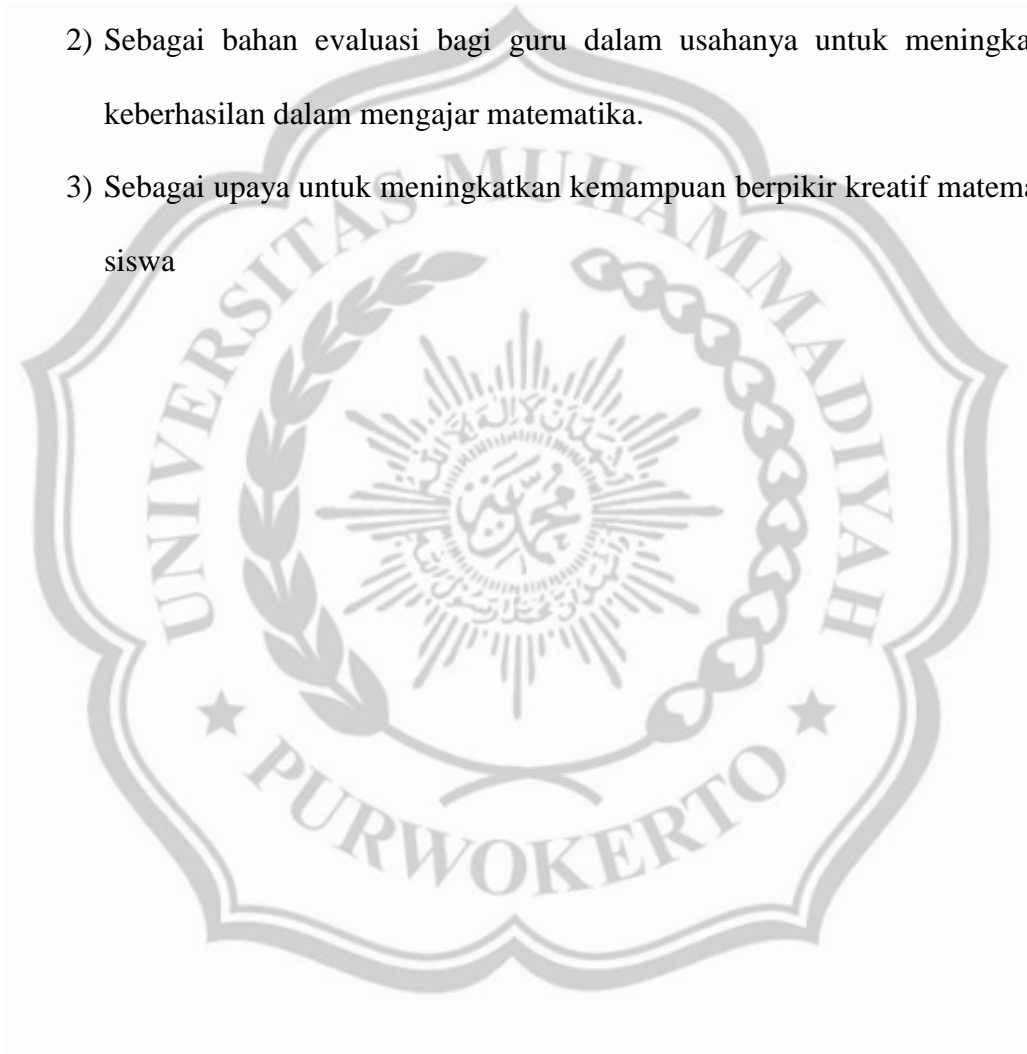 2) Sebagai bahan evaluasi bagi guru dalam usahanya untuk meningka
keberhasilan dalam mengajar matematika.
3) Sebagai upaya untuk meningkatkan kemampuan berpikir kreatif matema
siswa
UNIVERSITAS MUHAMMADIYAH
PURWOKERTO
محمد